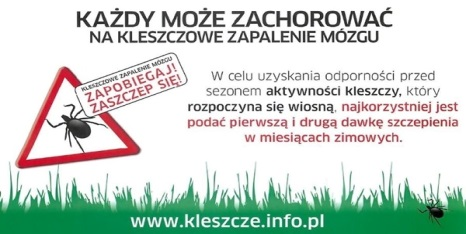 KAŻDY MOŻE ZACHOROWAĆ
NA KLESZCZOWE ZAPALENIE MÓZGU
KLESZCZOWE ZAPALENIE MÓZGU
ZAPOBIEGAJ!
ZASZCZEP SIĘ!
W celu uzyskania odporności przed
sezonem aktywności kleszczy, który
rozpoczyna się wiosną, najkorzystniej jest
podać pierwszą i drugą dawkę szczepienia
w miesiącach zimowych.
www.kleszcze.info.pl